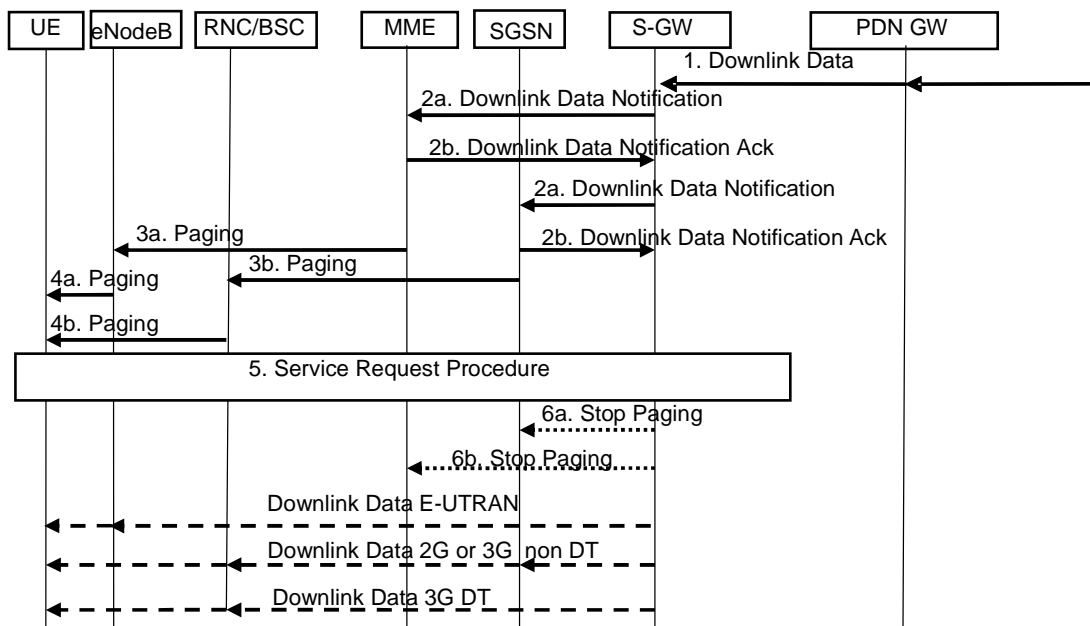 UE eNodeB RNC/BSC MME SGSN S-GW PDN GW
1. Downlink Data
2a. Downlink Data Notification
2b. Downlink Data Notification Ack
2a. Downlink Data Notification
3a. Paging
2b. Downlink Data Notification Ack
3b. Paging
4a. Paging
4b. Paging
5. Service Request Procedure
6a. Stop Paging
6b. Stop Paging
Downlink Data E-UTRAN
Downlink Data 2G or 3G non DT
Downlink Data 3G DT